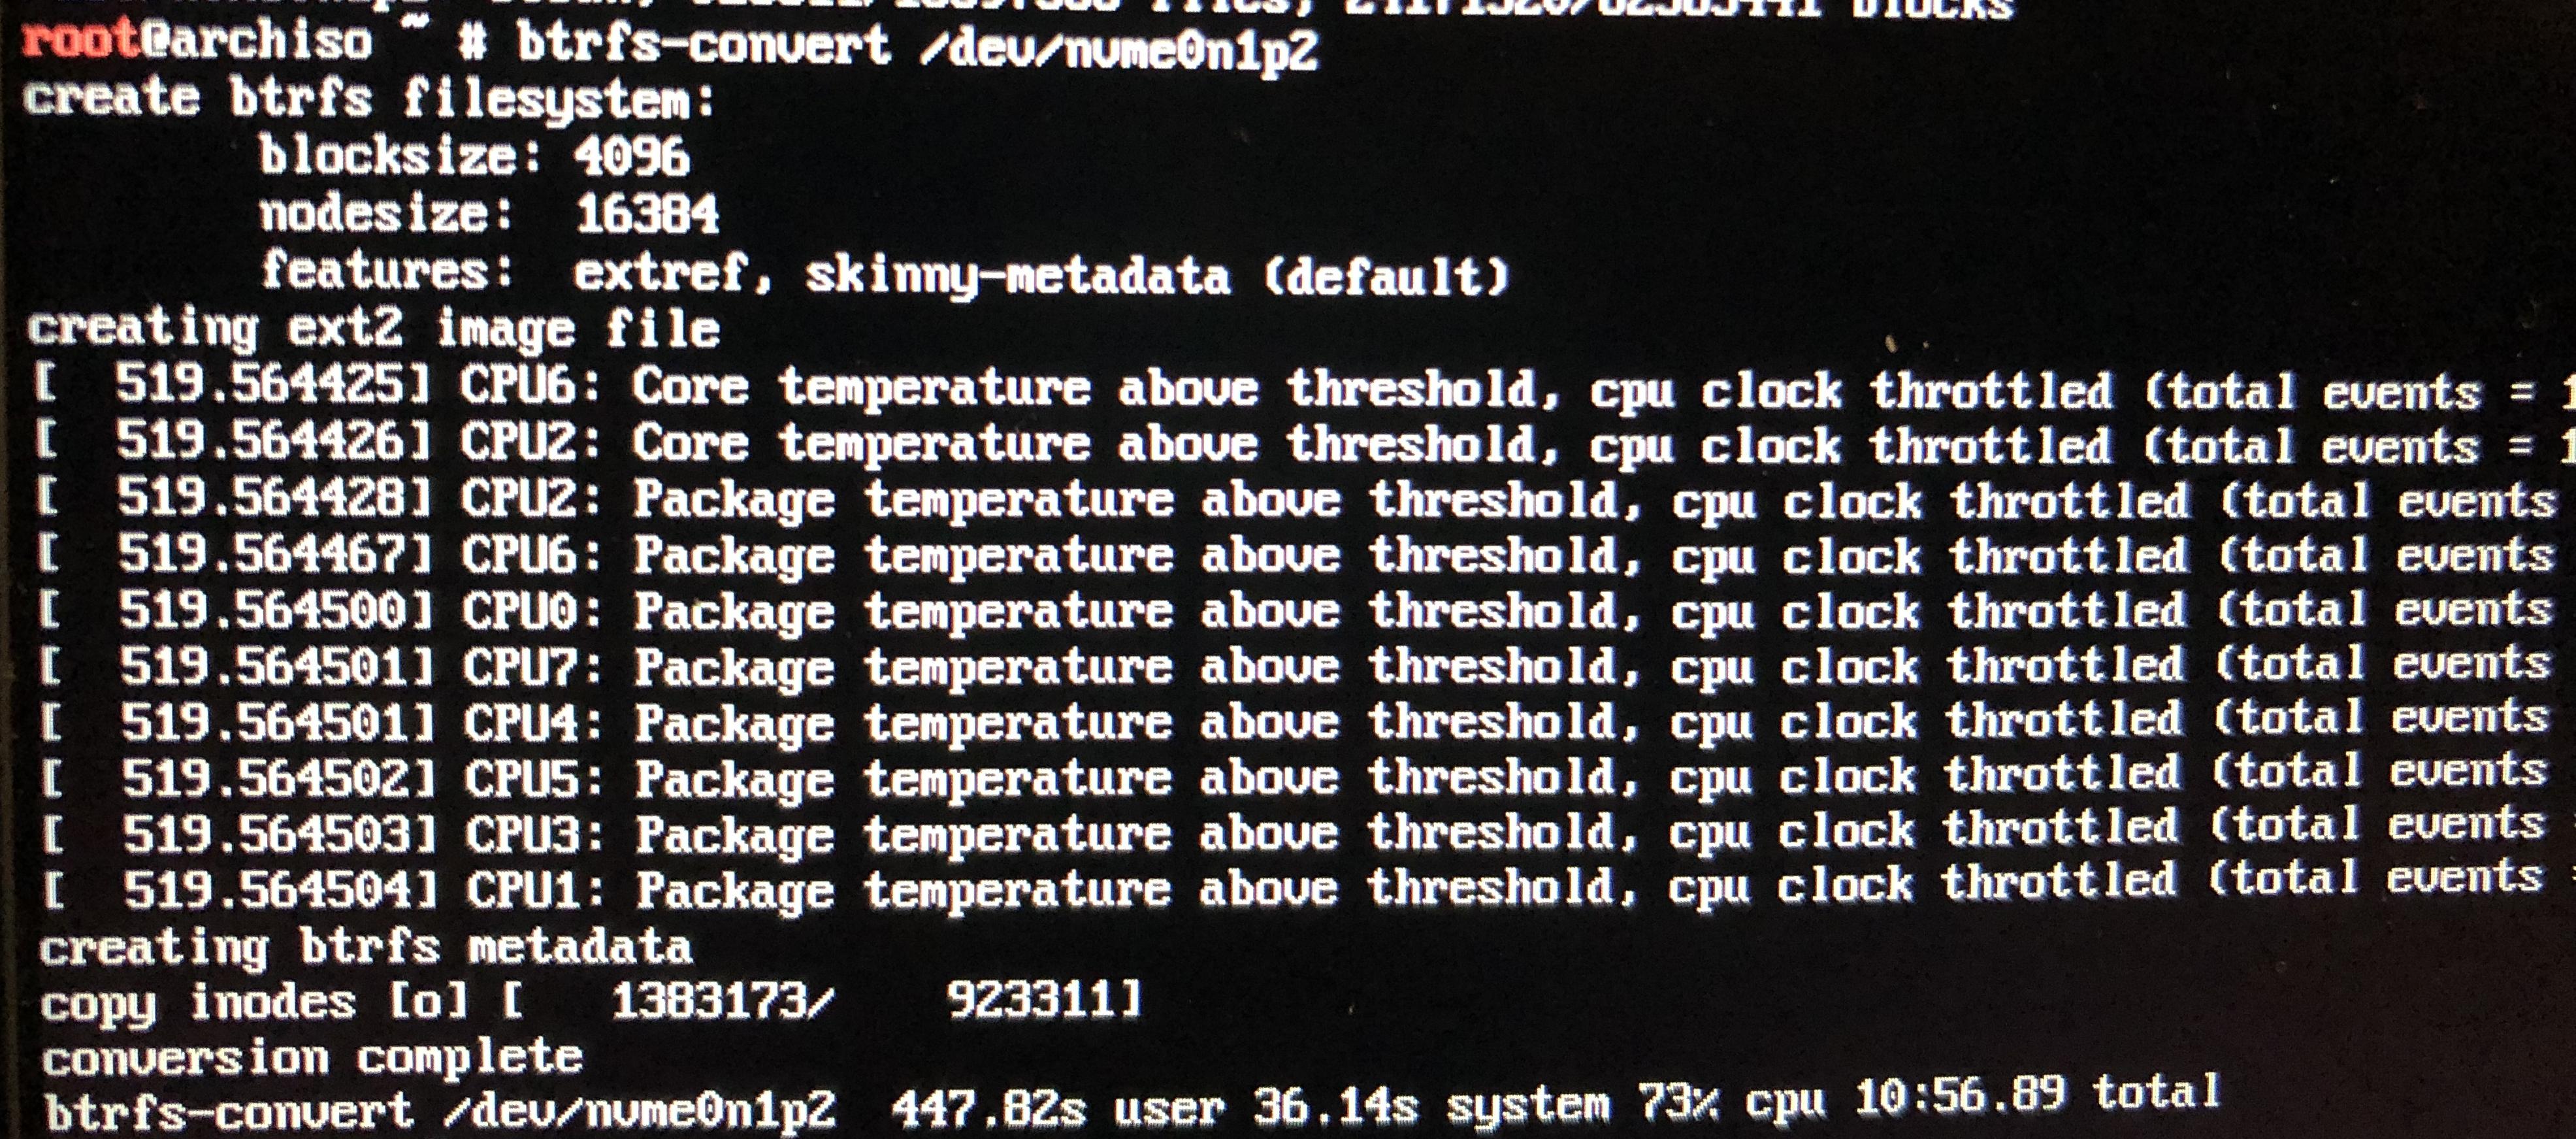 files, blocks
root@archiso ~ # btrfs-convert /dev/nvme0n1p2
create btrfs filesystem:
blocksize: 4096
nodesize: 16384
features: extref, skinny-metadata (default)
creating ext2 image file
[ 519.564425] CPU6: Core temperature above threshold, cpu clock throttled (total events = 1
[ 519.564426] CPU2: Core temperature above threshold, cpu clock throttled (total events = 1
[ 519.564428] CPU2: Package temperature above threshold, cpu clock throttled (total events
[ 519.564467] CPU6: Package temperature above threshold, cpu clock throttled (total events
[ 519.564500] CPU0: Package temperature above threshold, cpu clock throttled (total events
[ 519.564501] CPU7: Package temperature above threshold, cpu clock throttled (total events
[ 519.564501] CPU4: Package temperature above threshold, cpu clock throttled (total events
[ 519.564502] CPU5: Package temperature above threshold, cpu clock throttled (total events
[ 519.564503] CPU3: Package temperature above threshold, cpu clock throttled (total events
[ 519.564504] CPU1: Package temperature above threshold, cpu clock throttled (total events
creating btrfs metadata
copy inodes [o] [ 1383173/ 923311]
conversion complete
btrfs-convert /dev/nvme0n1p2 447.82s user 36.14s system 73% cpu 10:56.89 total